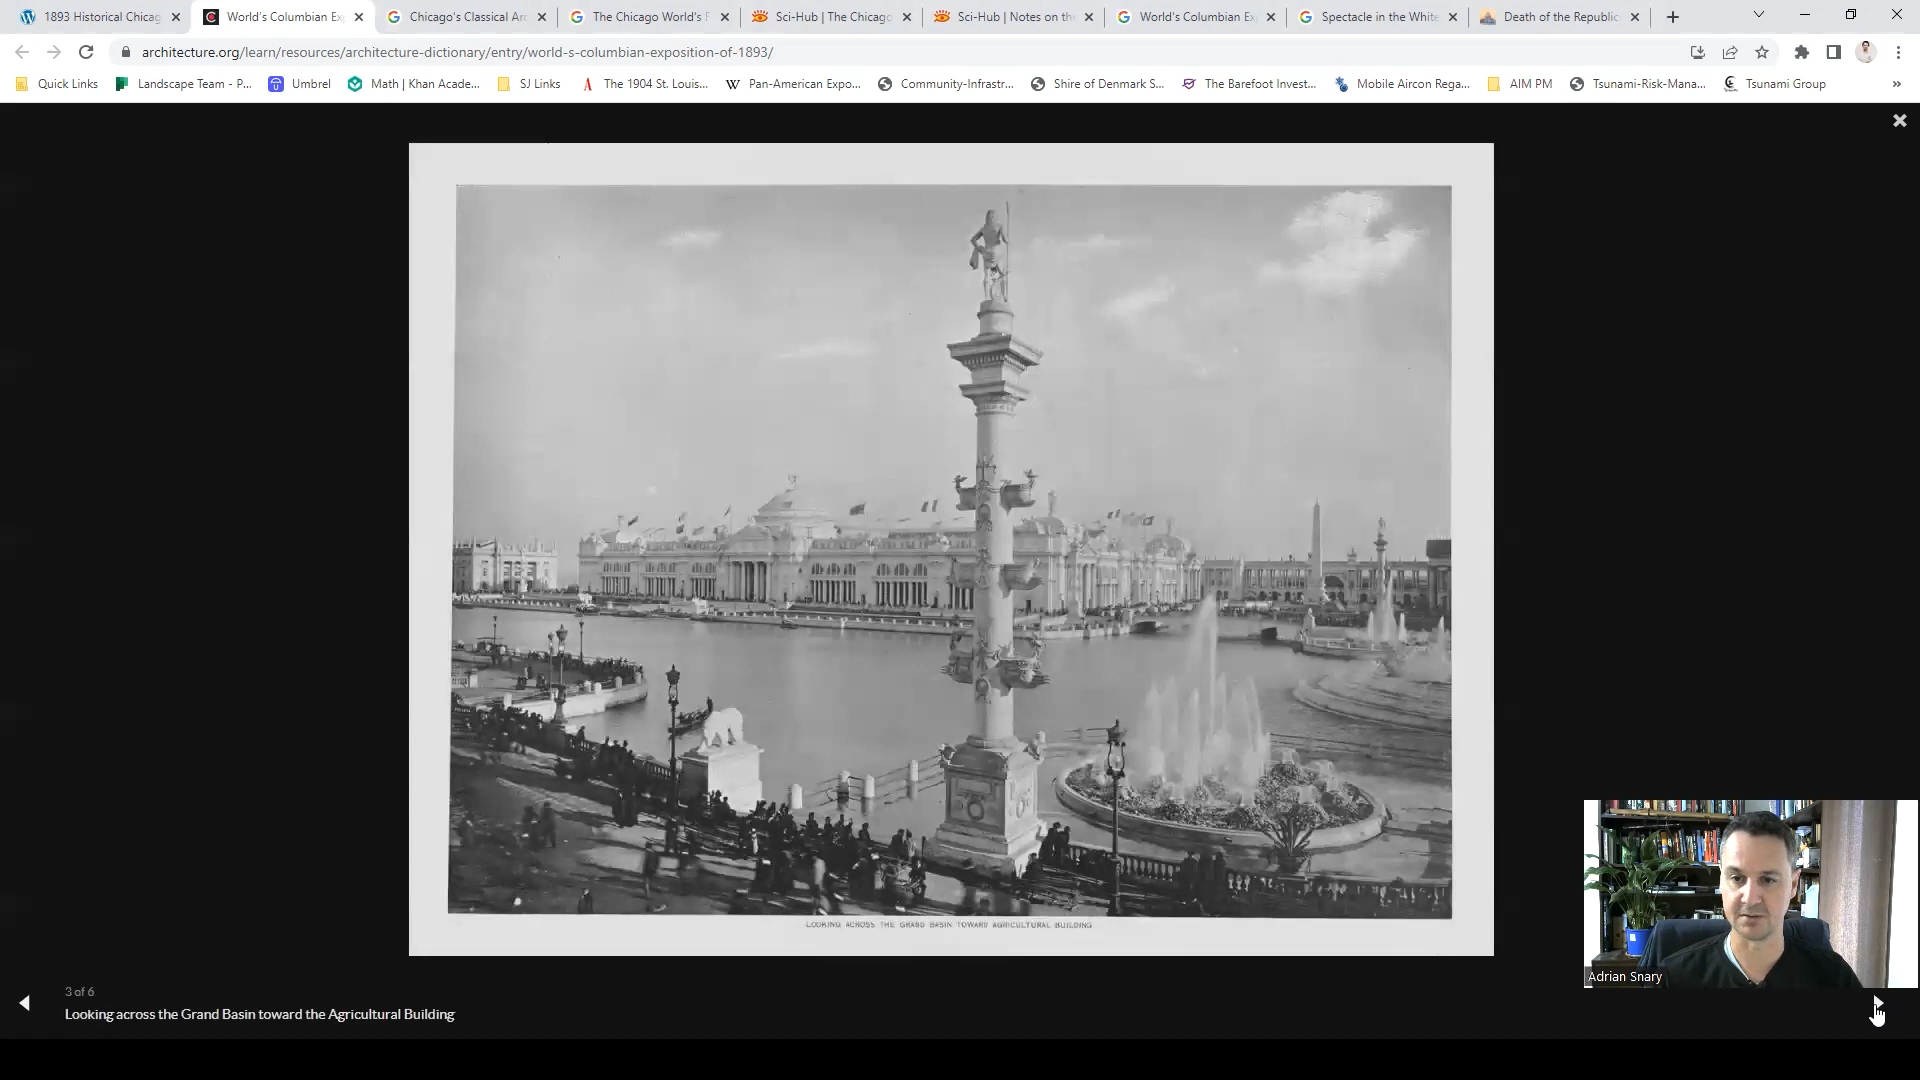 1893 Historical Chicag
World's Columbian Ex
Chicago's Classical Arc
The Chicago World's F
Sci-Hub | The Chicago
Sci-Hub | Notes on th
World's Columbian Ex
Spectacle in the White
Death of the Republic
architecture.org/learn/resources/architecture-dictionary/entry/world-s-columbian-exposition-of-1893/
Quick Links
Landscape Team - P...
Umbrel
Math | Khan Acade...
SJ Links
The 1904 St. Louis...
Pan-American Expo...
Community-Infrastr...
Shire of Denmark S...
The Barefoot Invest...
Mobile Aircon Rega...
AIM PM
Tsunami-Risk-Mana...
Tsunami Group
LOOKING ACROSS THE GRAND BASIN TOWARD AGRICULTURAL BUILDING
Adrian Snary
3 of 6
Looking across the Grand Basin toward the Agricultural Building